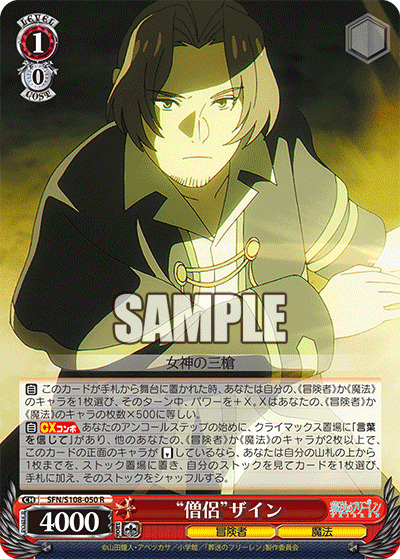 LEVEL
1
0
COST
SAMPLE
女神の三槍
自 このカードが手札から舞台に置かれた時、あなたは自分の、《冒険者》か《魔法》
のキャラを1枚選び、そのターン中、パワーを＋X。Xはあなたの、《冒険者》か
《魔法》のキャラの枚数×500に等しい。
自 CXコンボ あなたのアンコールステップの始めに、クライマックス置場に「言葉
を信じて」があり、他のあなたの、《冒険者》か《魔法》のキャラが2枚以上で、
このカードの正面のキャラが、しているなら、あなたは自分の山札の上から
1枚までを、ストック置場に置き、自分のストックを見てカードを1枚選び、手
札に加え、そのストックをシャッフルする。
CH SFN/S108-050 R
POWER 4000 “僧侶”ザイン 葬送のフリーレン
冒険者 魔法
©山田鐘人・アベツカサ／小学館／「葬送のフリーレン」製作委員会